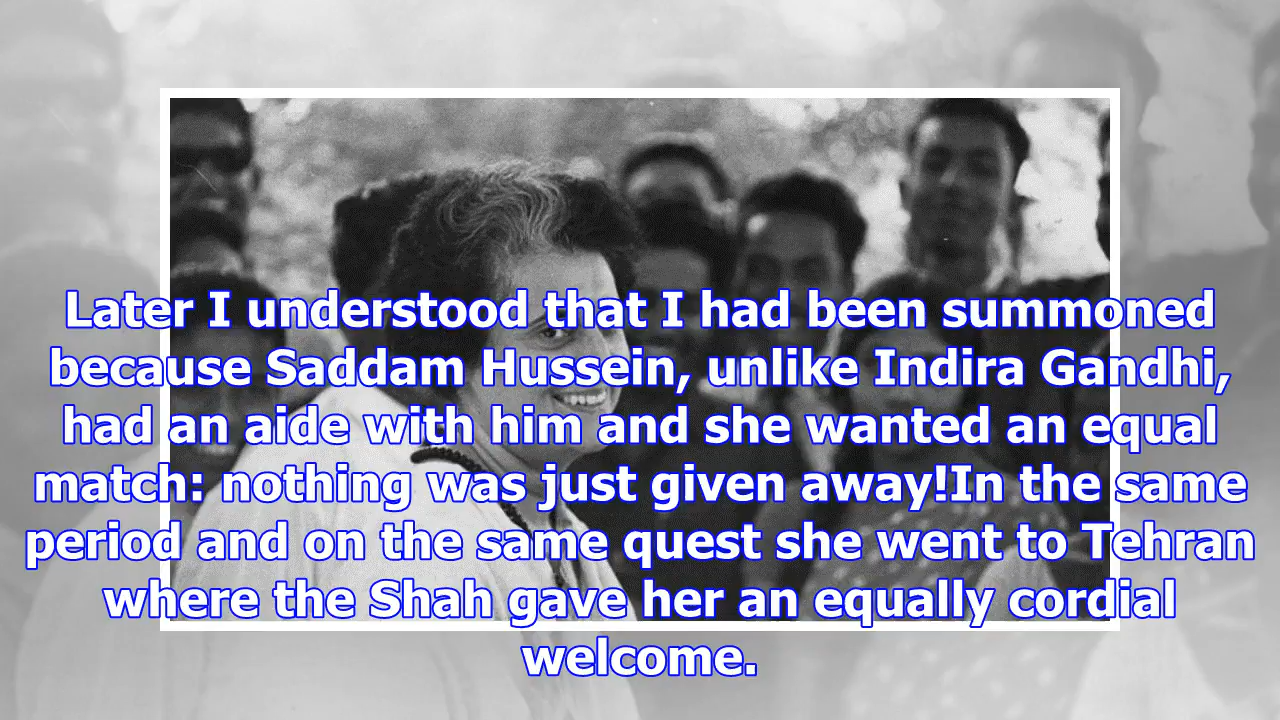 Later I understood that I had been summoned
because Saddam Hussein, unlike Indira Gandhi,
had an aide with him and she wanted an equal
match: nothing was just given away!In the same
period and on the same quest she went to Tehran
where the Shah gave her an equally cordial
welcome.